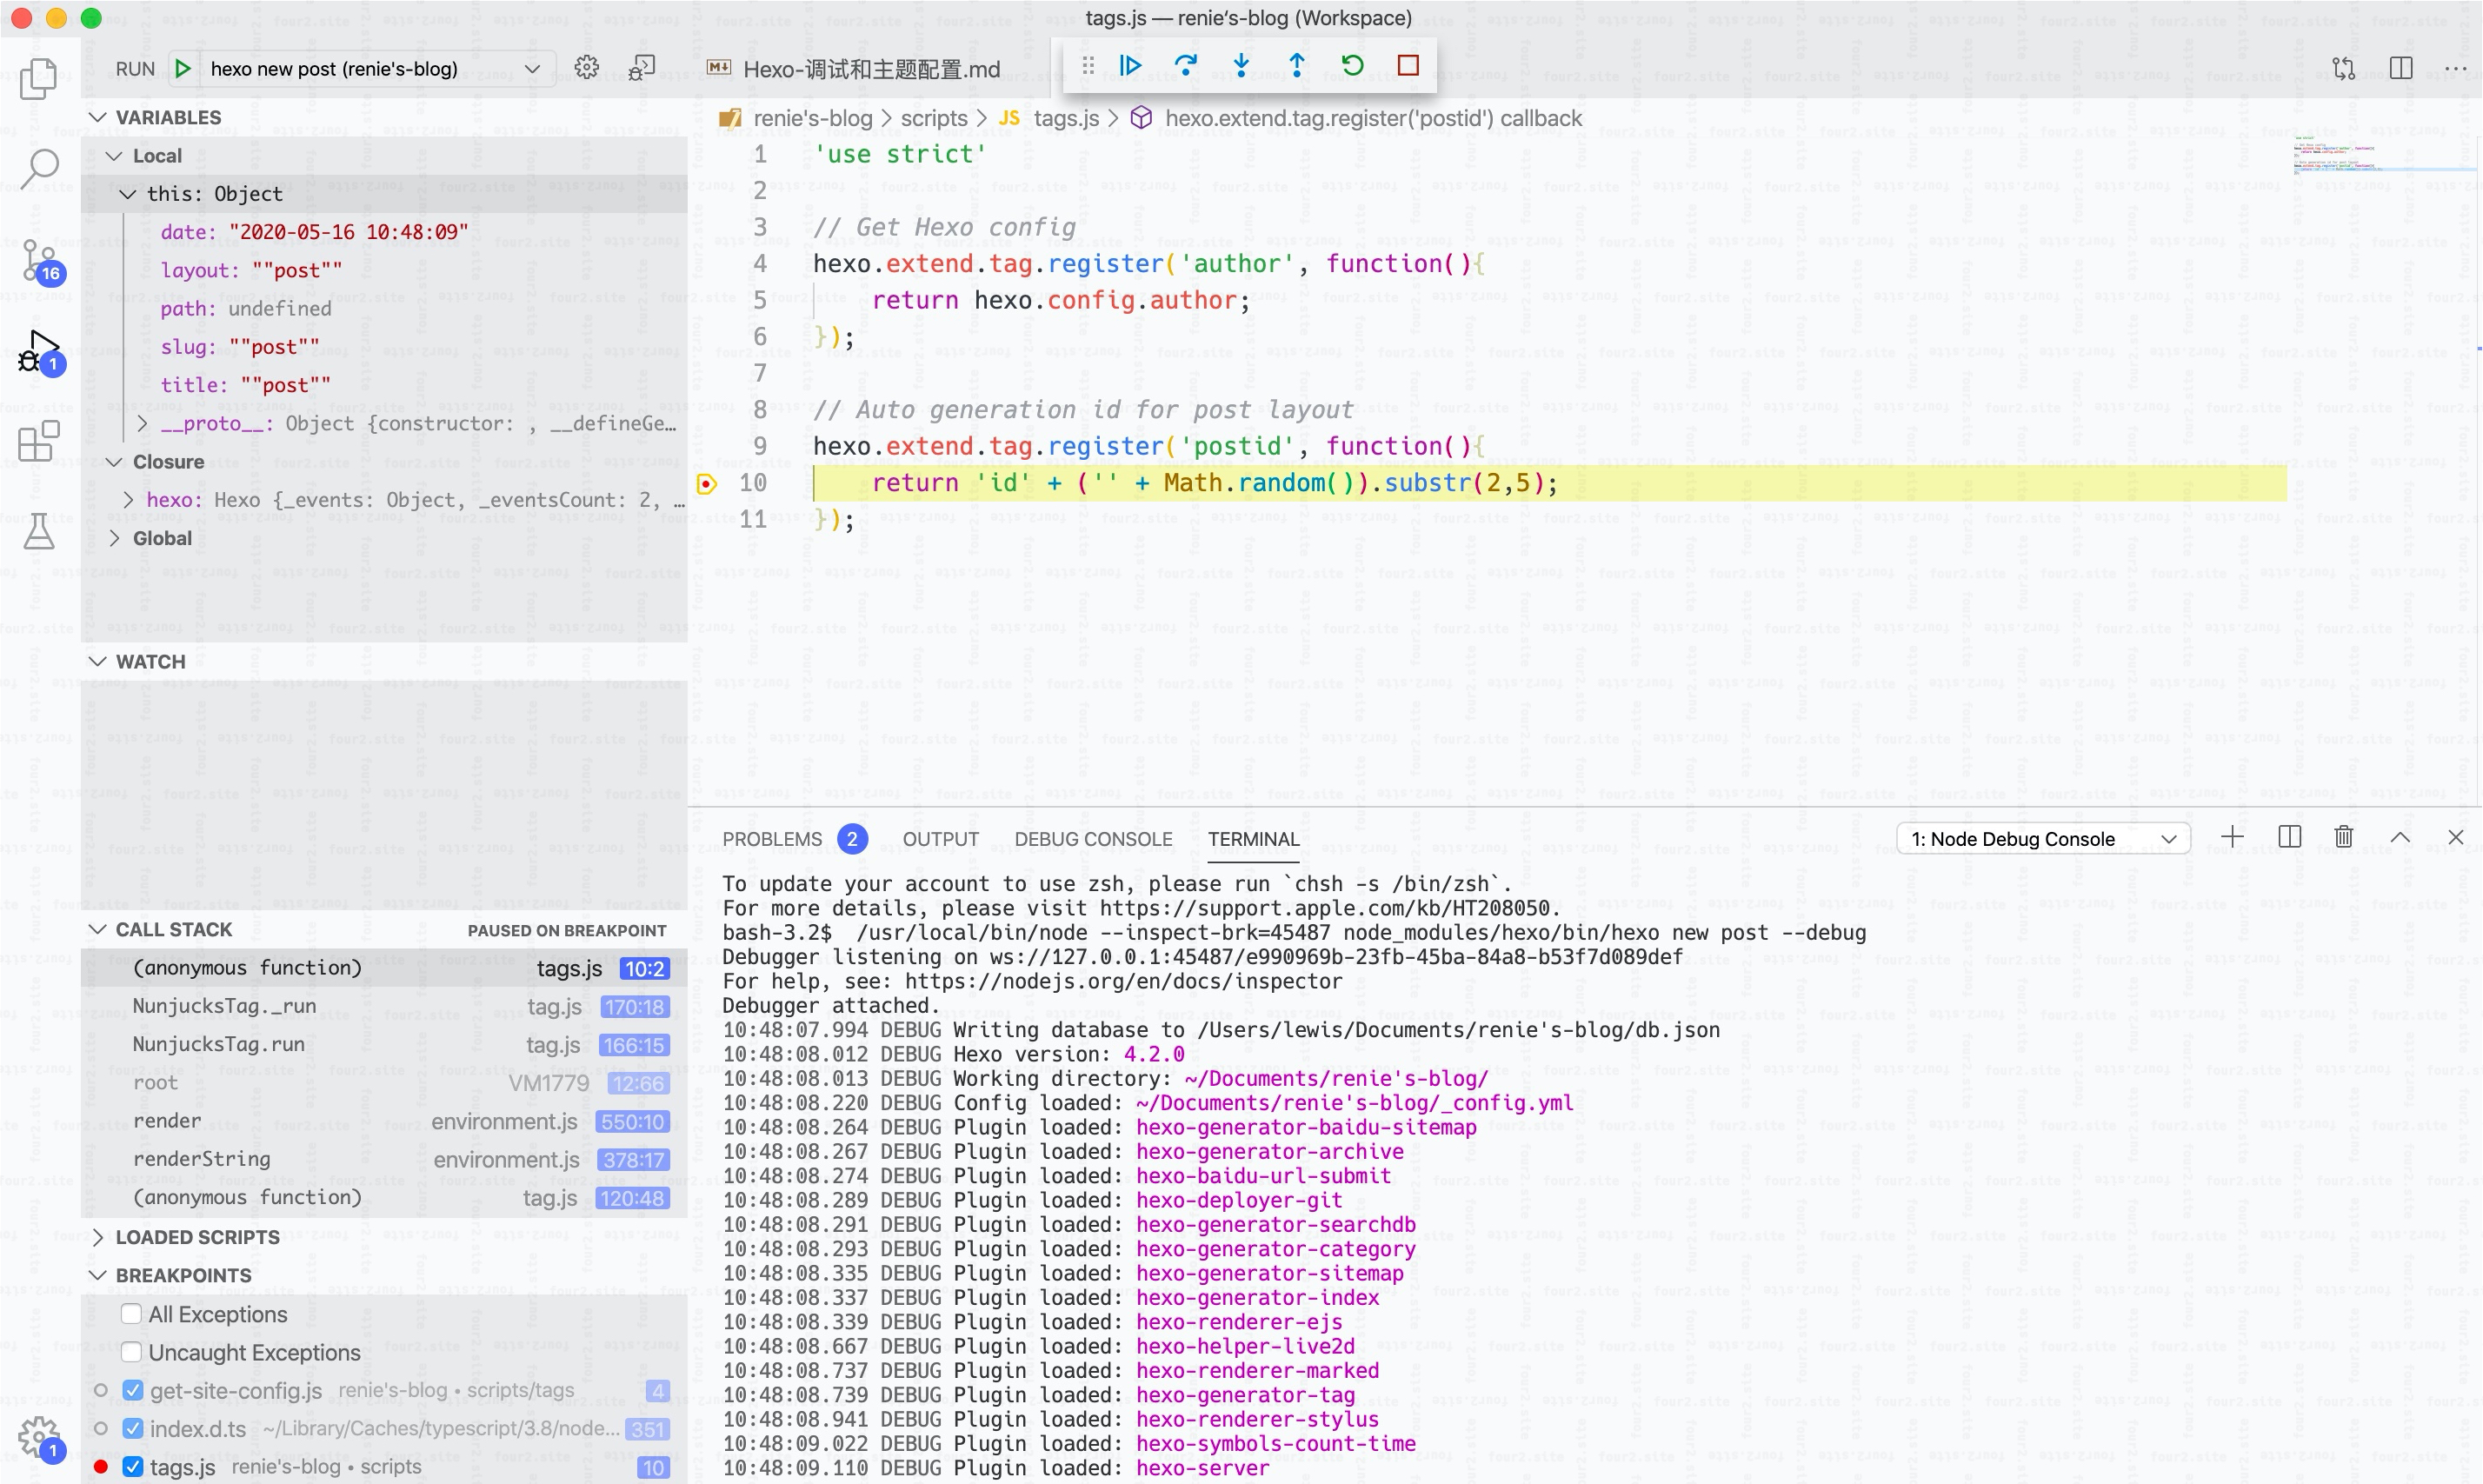 tags.js — renie‘s-blog (Workspace)
RUN hexo new post (renie's-blog)
VARIABLES
Local
this: Object
date: "2020-05-16 10:48:09"
layout: ""post""
path: undefined
slug: ""post""
title: ""post""
__proto__: Object {constructor: , __defineGe…
Closure
hexo: Hexo {_events: Object, _eventsCount: 2, …
Global
WATCH
CALL STACK PAUSED ON BREAKPOINT
(anonymous function) tags.js 10:2
NunjucksTag._run tag.js 170:18
NunjucksTag.run tag.js 166:15
root VM1779 12:66
render environment.js 550:10
renderString environment.js 378:17
(anonymous function) tag.js 120:48
LOADED SCRIPTS
BREAKPOINTS
All Exceptions
Uncaught Exceptions
get-site-config.js renie's-blog • scripts/tags 4
index.d.ts ~/Library/Caches/typescript/3.8/node... 351
tags.js renie's-blog • scripts 10
16
1
1
Hexo-调试和主题配置.md
renie's-blog > scripts > JS tags.js > hexo.extend.tag.register('postid') callback
1 'use strict'
2
3 // Get Hexo config
4 hexo.extend.tag.register('author', function(){
5 return hexo.config.author;
6 });
7
8 // Auto generation id for post layout
9 hexo.extend.tag.register('postid', function(){
10 return 'id' + ('' + Math.random()).substr(2,5);
11 });
PROBLEMS 2 OUTPUT DEBUG CONSOLE TERMINAL 1: Node Debug Console
To update your account to use zsh, please run `chsh -s /bin/zsh`.
For more details, please visit https://support.apple.com/kb/HT208050.
bash-3.2$  /usr/local/bin/node --inspect-brk=45487 node_modules/hexo/bin/hexo new post --debug
Debugger listening on ws://127.0.0.1:45487/e990969b-23fb-45ba-84a8-b53f7d089def
For help, see: https://nodejs.org/en/docs/inspector
Debugger attached.
10:48:07.994 DEBUG Writing database to /Users/lewis/Documents/renie's-blog/db.json
10:48:08.012 DEBUG Hexo version: 4.2.0
10:48:08.013 DEBUG Working directory: ~/Documents/renie's-blog/
10:48:08.220 DEBUG Config loaded: ~/Documents/renie's-blog/_config.yml
10:48:08.264 DEBUG Plugin loaded: hexo-generator-baidu-sitemap
10:48:08.267 DEBUG Plugin loaded: hexo-generator-archive
10:48:08.274 DEBUG Plugin loaded: hexo-baidu-url-submit
10:48:08.289 DEBUG Plugin loaded: hexo-deployer-git
10:48:08.291 DEBUG Plugin loaded: hexo-generator-searchdb
10:48:08.293 DEBUG Plugin loaded: hexo-generator-category
10:48:08.335 DEBUG Plugin loaded: hexo-generator-sitemap
10:48:08.337 DEBUG Plugin loaded: hexo-generator-index
10:48:08.339 DEBUG Plugin loaded: hexo-renderer-ejs
10:48:08.667 DEBUG Plugin loaded: hexo-helper-live2d
10:48:08.737 DEBUG Plugin loaded: hexo-renderer-marked
10:48:08.739 DEBUG Plugin loaded: hexo-generator-tag
10:48:08.941 DEBUG Plugin loaded: hexo-renderer-stylus
10:48:09.022 DEBUG Plugin loaded: hexo-symbols-count-time
10:48:09.110 DEBUG Plugin loaded: hexo-server
four2.site